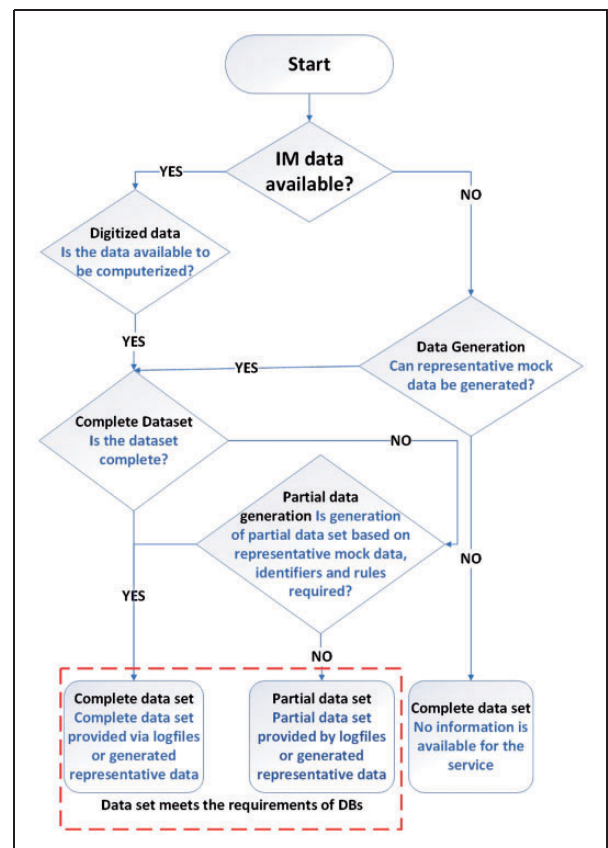 Start
IM data
available?
YES
NO
Digitized data
Is the data available to
be computerized?
YES
YES
Data Generation
Can representative mock
data be generated?
Complete Dataset
Is the dataset
complete?
NO
Partial data
generation Is generation
of partial data set based on
representative mock data,
identifiers and rules
required?
YES
NO
NO
Complete data set
Complete data set
provided via logfiles
or generated
representative data
Partial data set
Partial data set
provided by logfiles
or generated
representative data
Complete data set
No information is
available for the
service
Data set meets the requirements of DBs